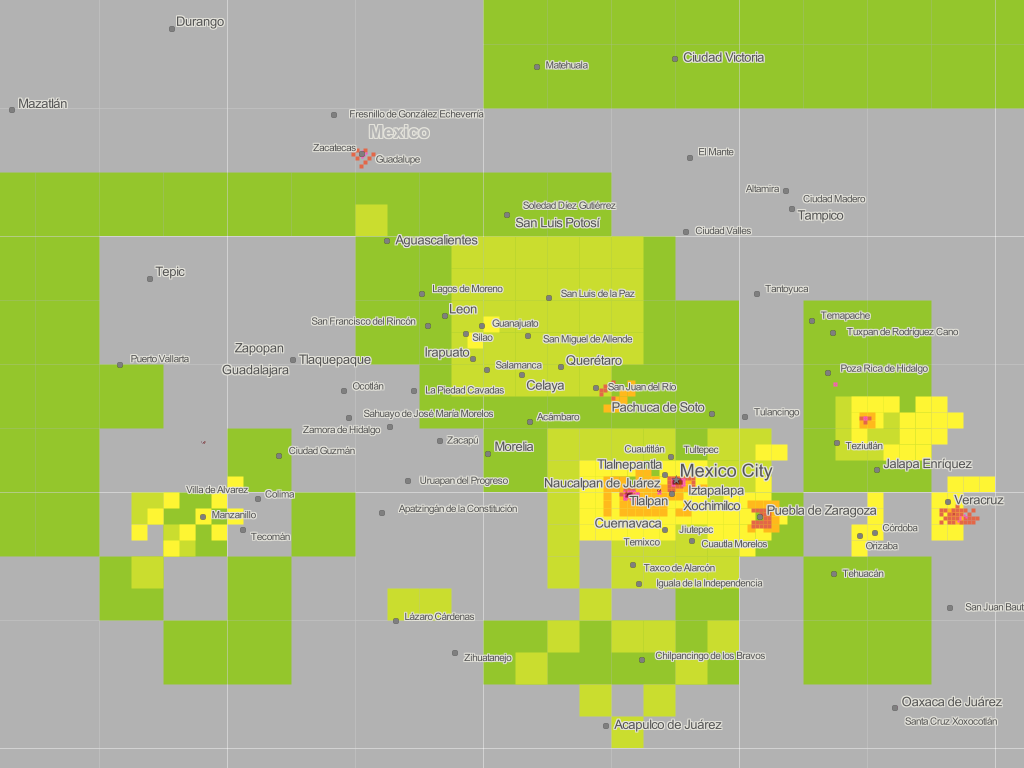 Durango
Ciudad Victoria
Matehuala
Mazatlán
Fresnillo de González Echeverria
Mexico
Zacatecas
Guadalupe
El Mante
Altamira
Ciudad Madero
Soledad Díez Gutiérrez
Tampico
San Luis Potosí
Ciudad Valles
Aguascalientes
Tepic
Lagos de Moreno
San Luis de la Paz
Tantoyuca
Leon
Temapache
San Francisco del Rincón
Guanajuato
Tuxpan de Rodríguez Cano
Silao
San Miguel de Allende
Zapopan
Irapuato
Puerto Vallarta
Tlaquepaque
Querétaro
Guadalajara
Salamanca
Poza Rica de Hidalgo
Ocotlán
La Piedad Cavadas
Celaya
San Juan del Río
Pachuca de Soto
Sahuayo de José María Morelos
Acámbaro
Tulancingo
Zamora de Hidalgo
Zacapú
Morelia
Teziutlán
Ciudad Guzmán
Cuautitlán
Tultepec
Tlalnepantla
Mexico City
Jalapa Enríquez
Uruapan del Progreso
Naucalpan de Juárez
Villa de Alvarez
Colima
Tlalpan
Iztapalapa
Veracruz
Apatzingán de la Constitución
Xochimilco
Puebla de Zaragoza
Manzanillo
Cuernavaca
Jiutepec
Córdoba
Tecomán
Temixco
Cuautla Morelos
Orizaba
Taxco de Alarcón
Tehuacán
Iguala de la Independencia
San Juan Baut
Lázaro Cárdenas
Zihuatanejo
Chilpancingo de los Bravos
Oaxaca de Juárez
Acapulco de Juárez
Santa Cruz Xoxocotlán